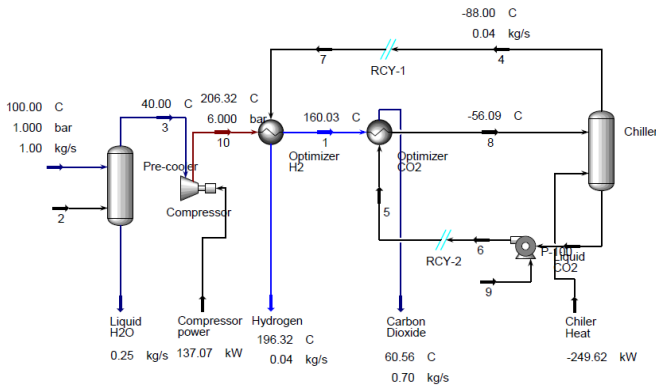 -88.00 C
0.04 kg/s
7
RCY-1
4
100.00 C
1.000 bar
1.00 kg/s
40.00 C
3
206.32 C
6.000 bar
10
160.03 C
1
-56.09 C
8
Chiller
Pre-cooler
Optimizer
H2
Optimizer
CO2
Compressor
2
5
6
P-100
Liquid
CO2
RCY-2
9
Liquid
H2O
0.25 kg/s
Compressor
power
137.07 kW
Hydrogen
196.32 C
0.04 kg/s
Carbon
Dioxide
60.56 C
0.70 kg/s
Chiler
Heat
-249.62 kW